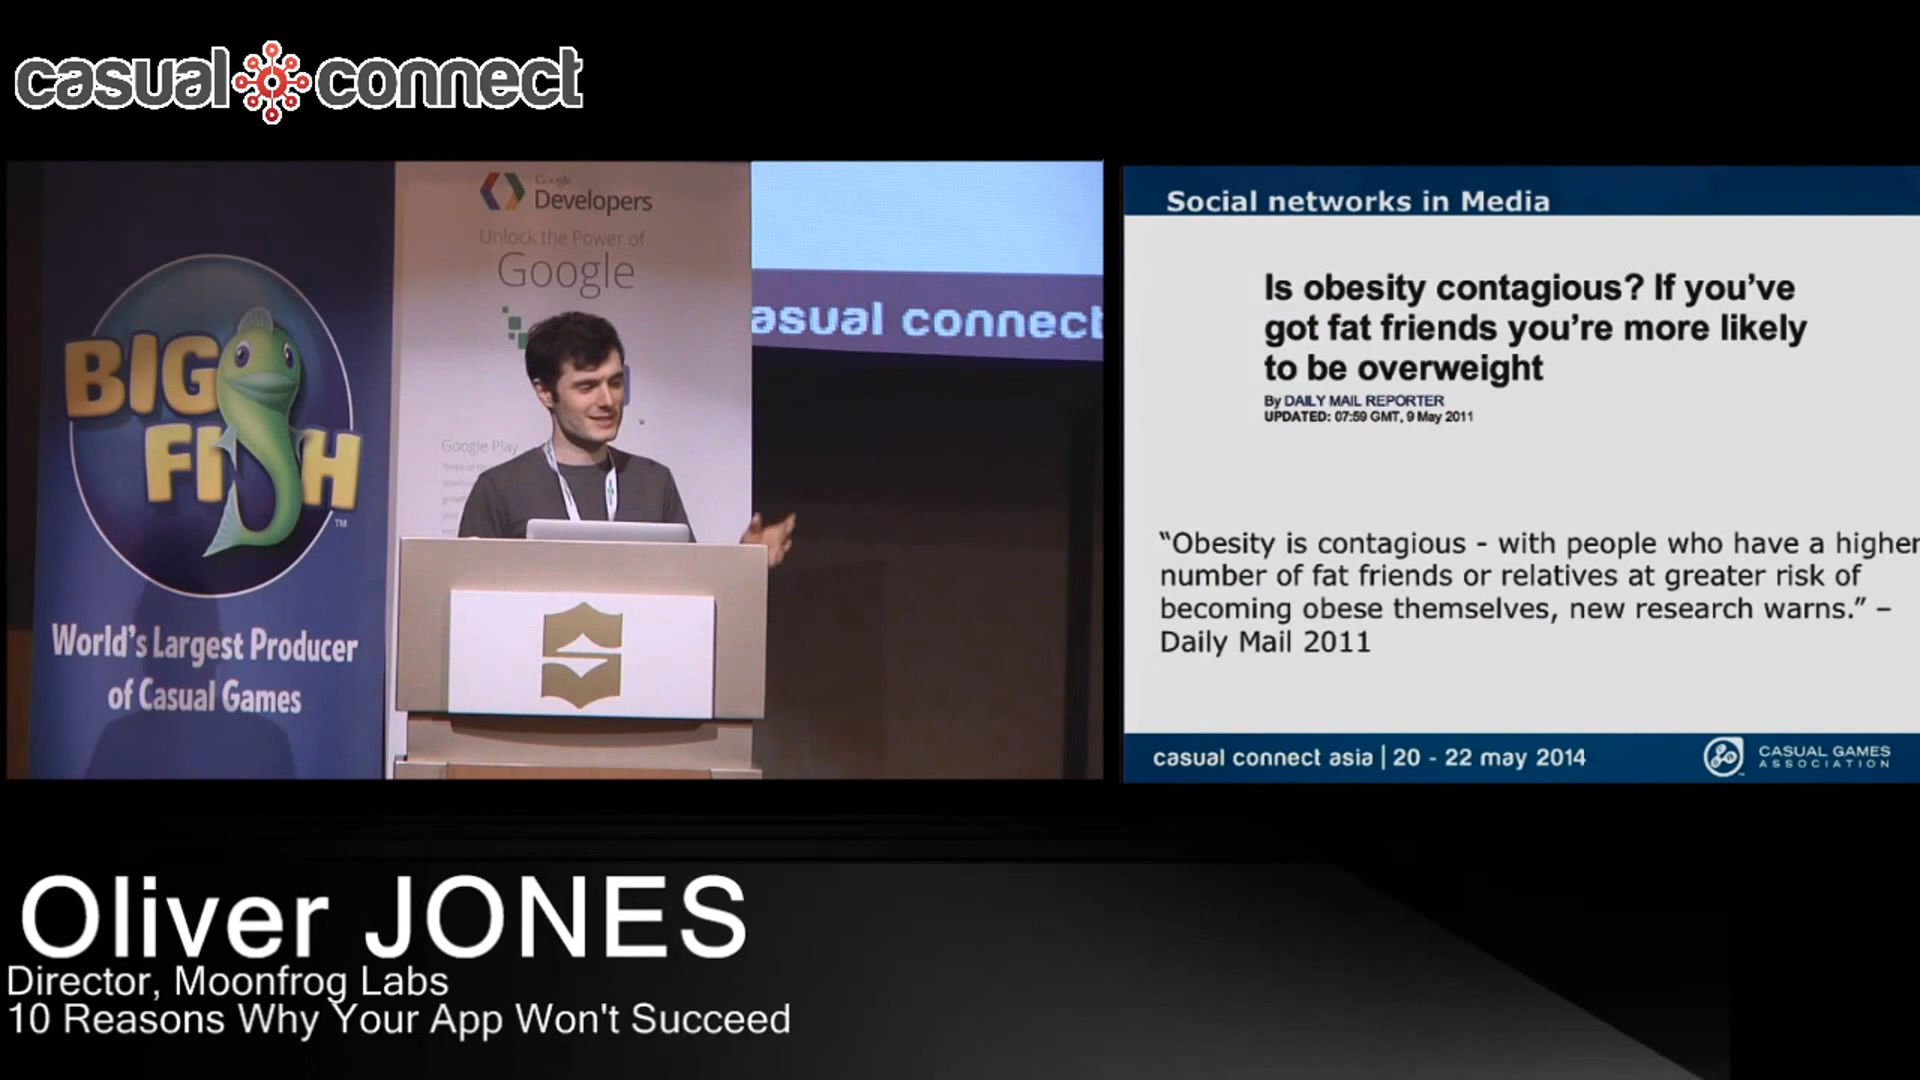 casual connect
Google
Developers
Unlock the Power of
Google
Google Play
BIG
FISH
™
World's Largest Producer
of Casual Games
asual connect
Social networks in Media
Is obesity contagious? If you've
got fat friends you're more likely
to be overweight
By DAILY MAIL REPORTER
UPDATED: 07:59 GMT, 9 May 2011
“Obesity is contagious - with people who have a higher
number of fat friends or relatives at greater risk of
becoming obese themselves, new research warns.” –
Daily Mail 2011
casual connect asia | 20 - 22 may 2014
CASUAL GAMES
ASSOCIATION
Oliver JONES
Director, Moonfrog Labs
10 Reasons Why Your App Won't Succeed